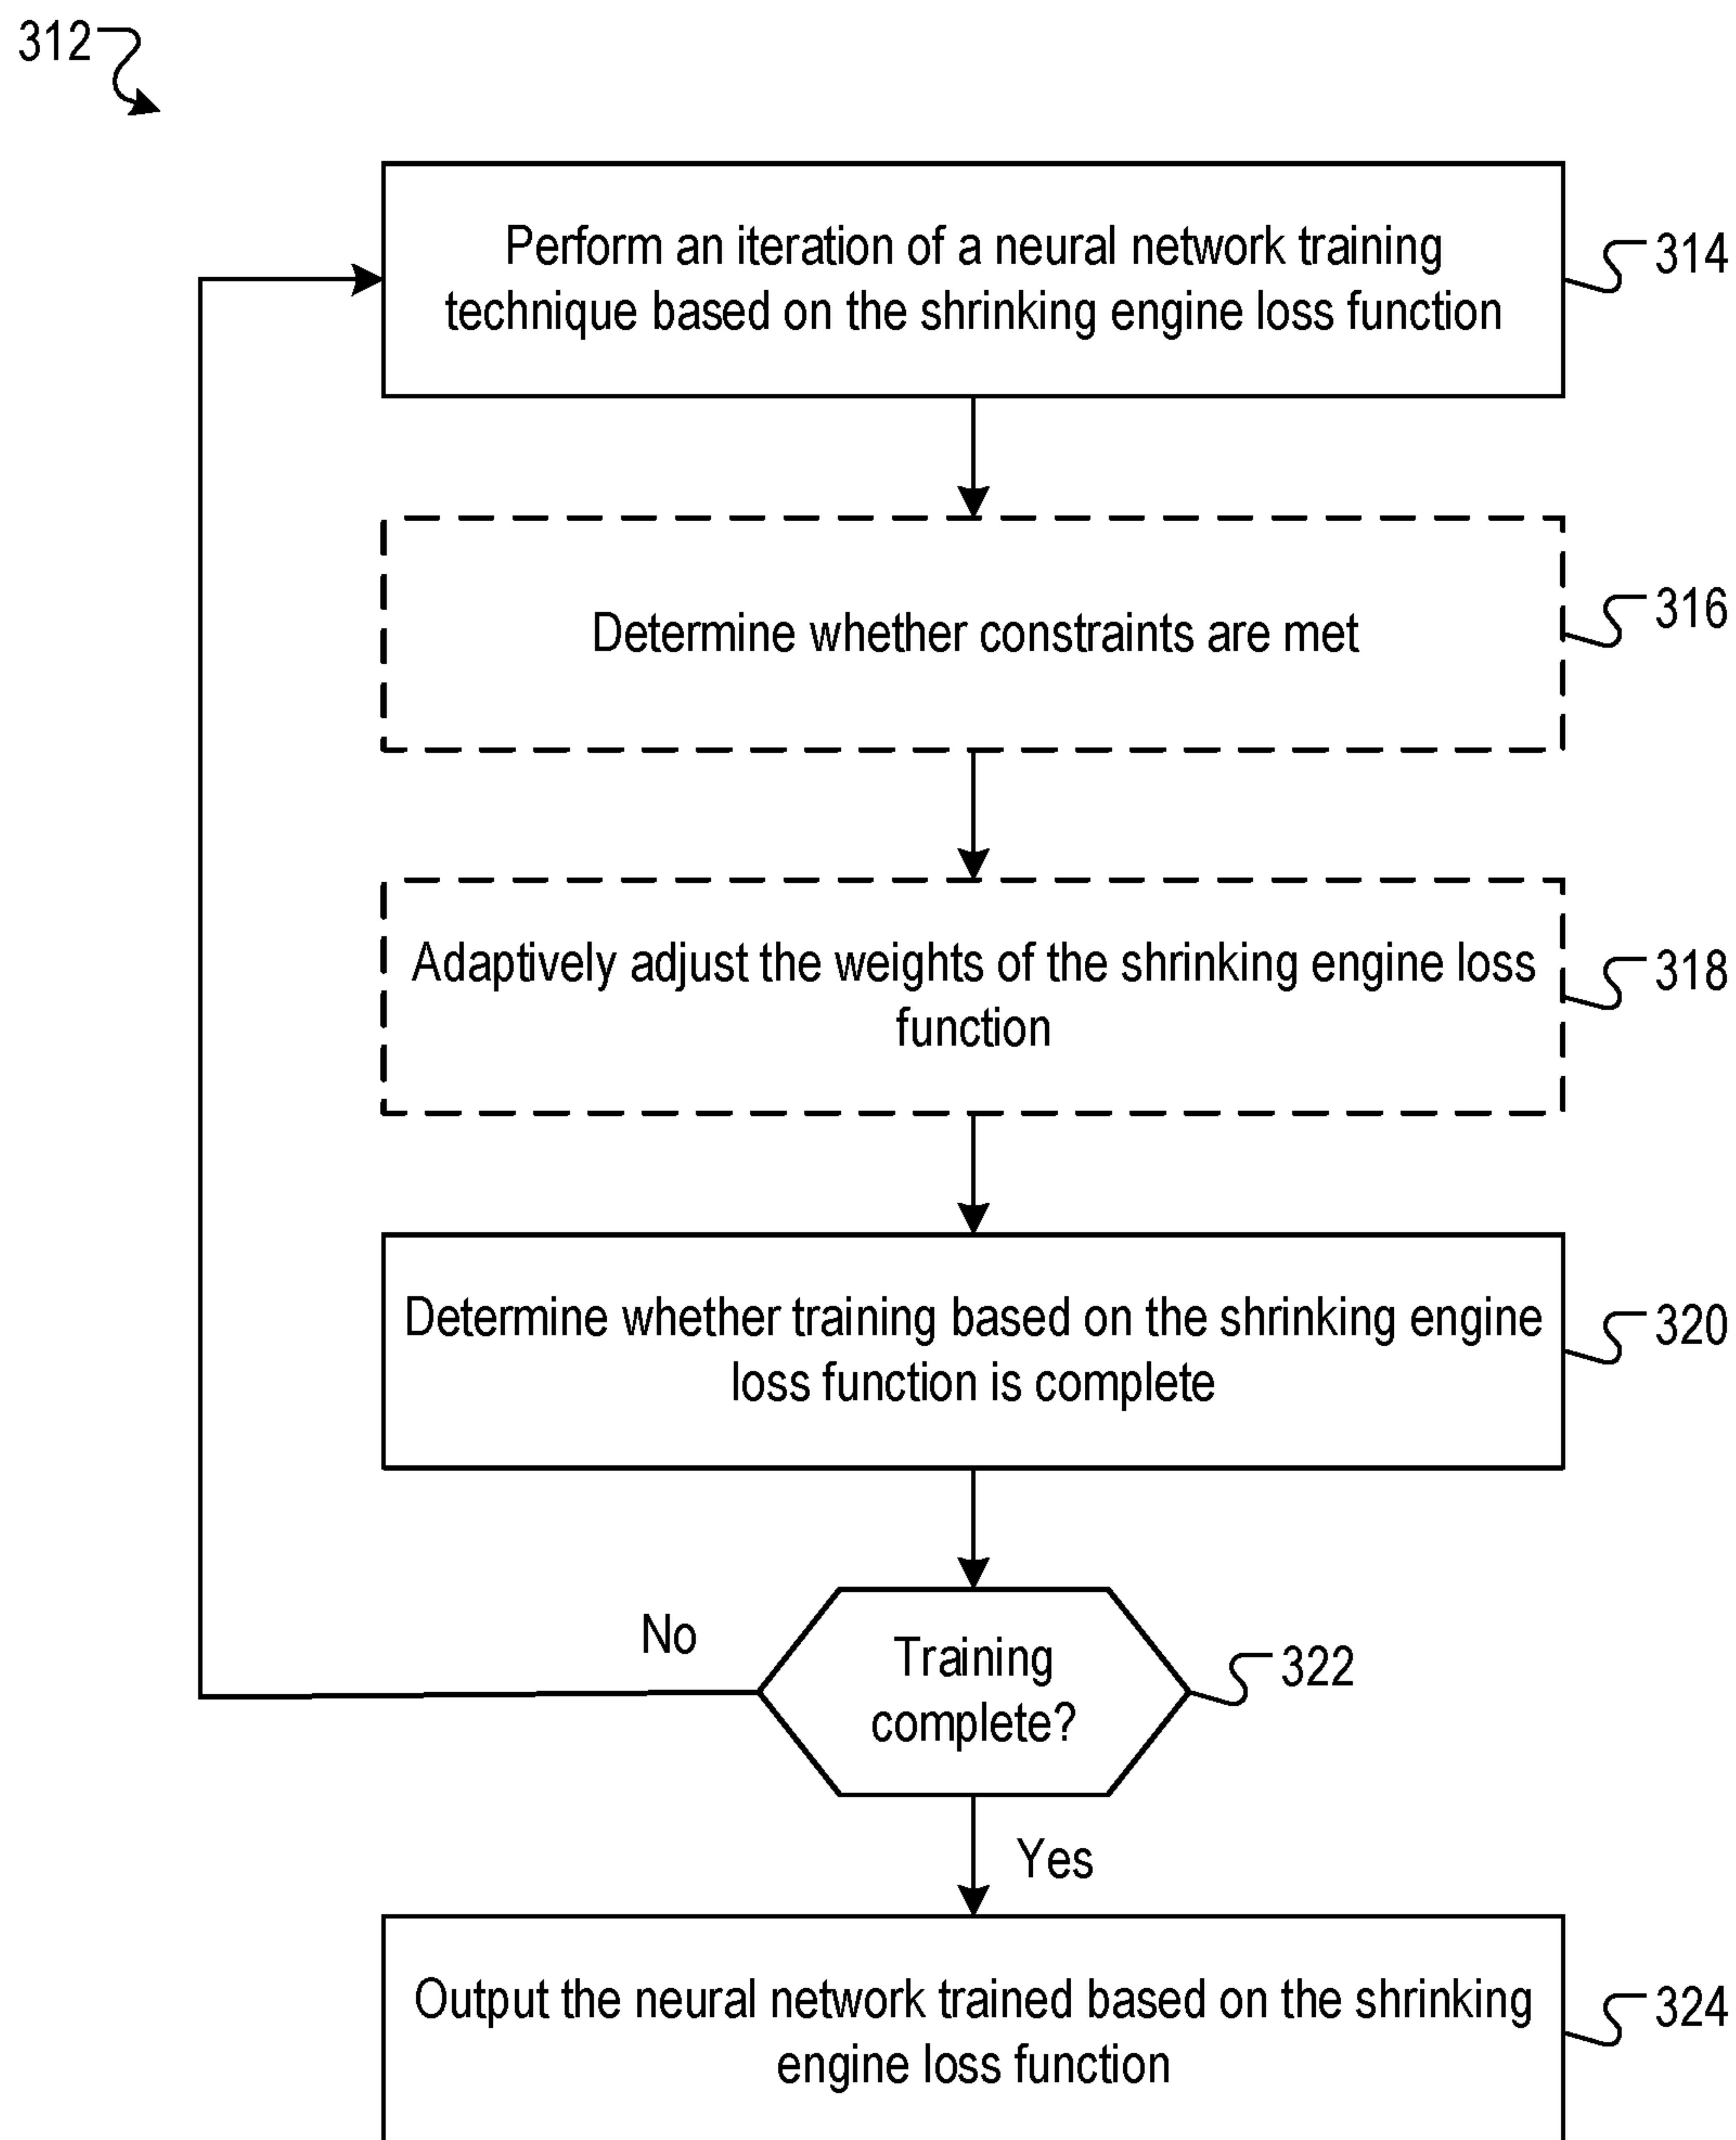 312
Perform an iteration of a neural network training
technique based on the shrinking engine loss function
314
Determine whether constraints are met
316
Adaptively adjust the weights of the shrinking engine loss
function
318
Determine whether training based on the shrinking engine
loss function is complete
320
No
Training
complete?
322
Yes
Output the neural network trained based on the shrinking
engine loss function
324